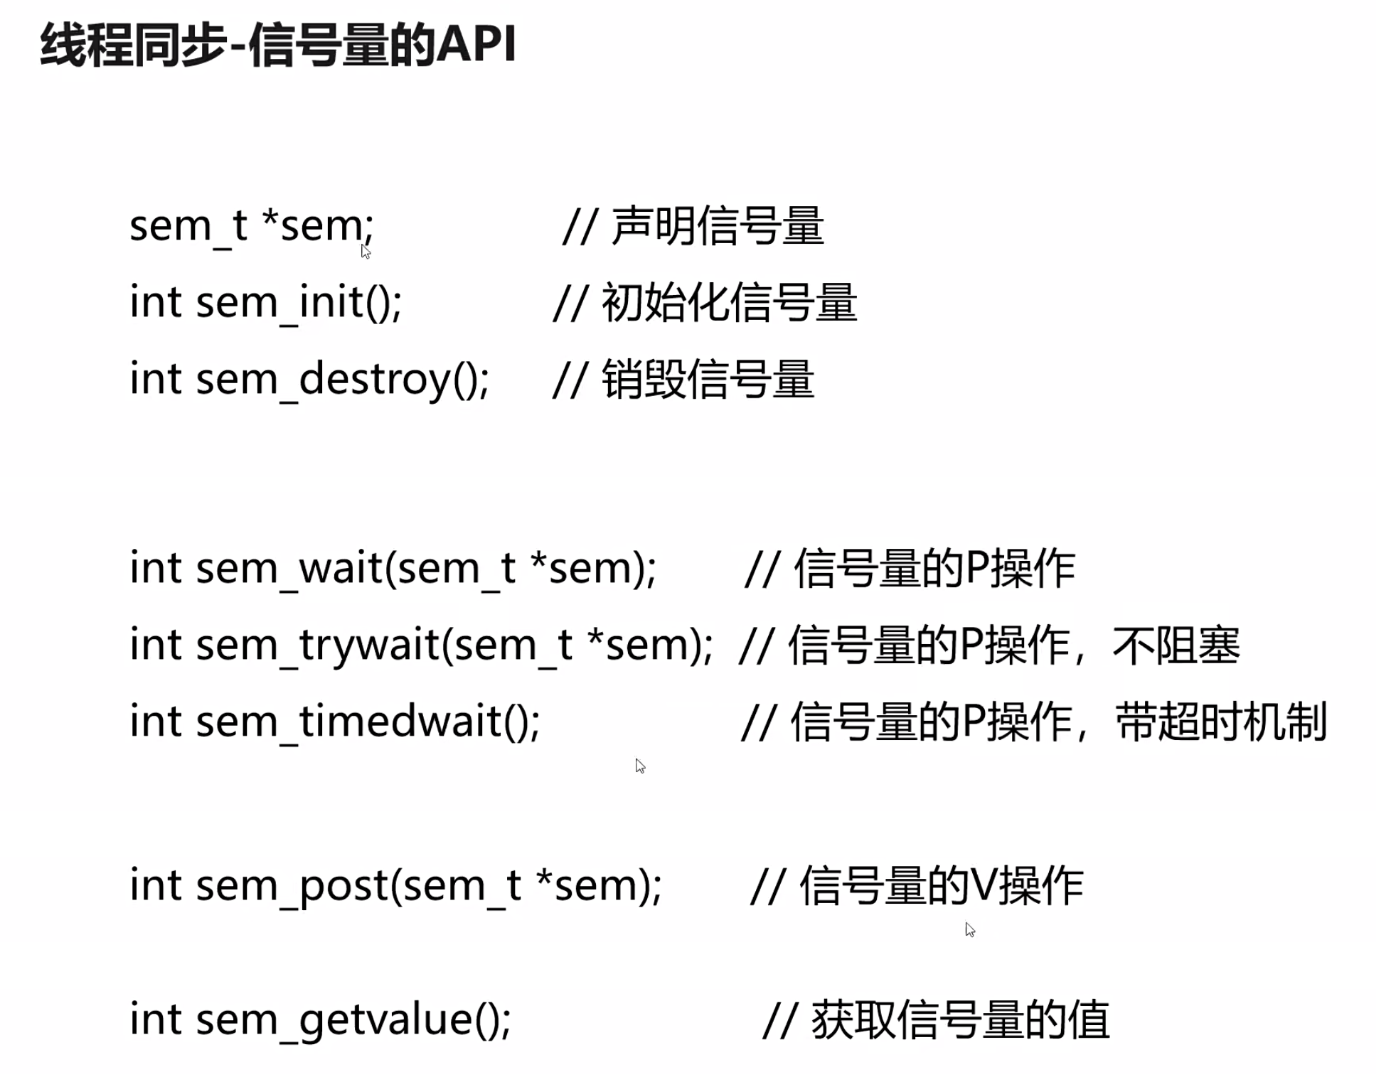 线程同步-信号量的API
sem_t *sem; // 声明信号量
int sem_init(); // 初始化信号量
int sem_destroy(); // 销毁信号量
int sem_wait(sem_t *sem); // 信号量的P操作
int sem_trywait(sem_t *sem); // 信号量的P操作，不阻塞
int sem_timedwait(); // 信号量的P操作，带超时机制
int sem_post(sem_t *sem); // 信号量的V操作
int sem_getvalue(); // 获取信号量的值